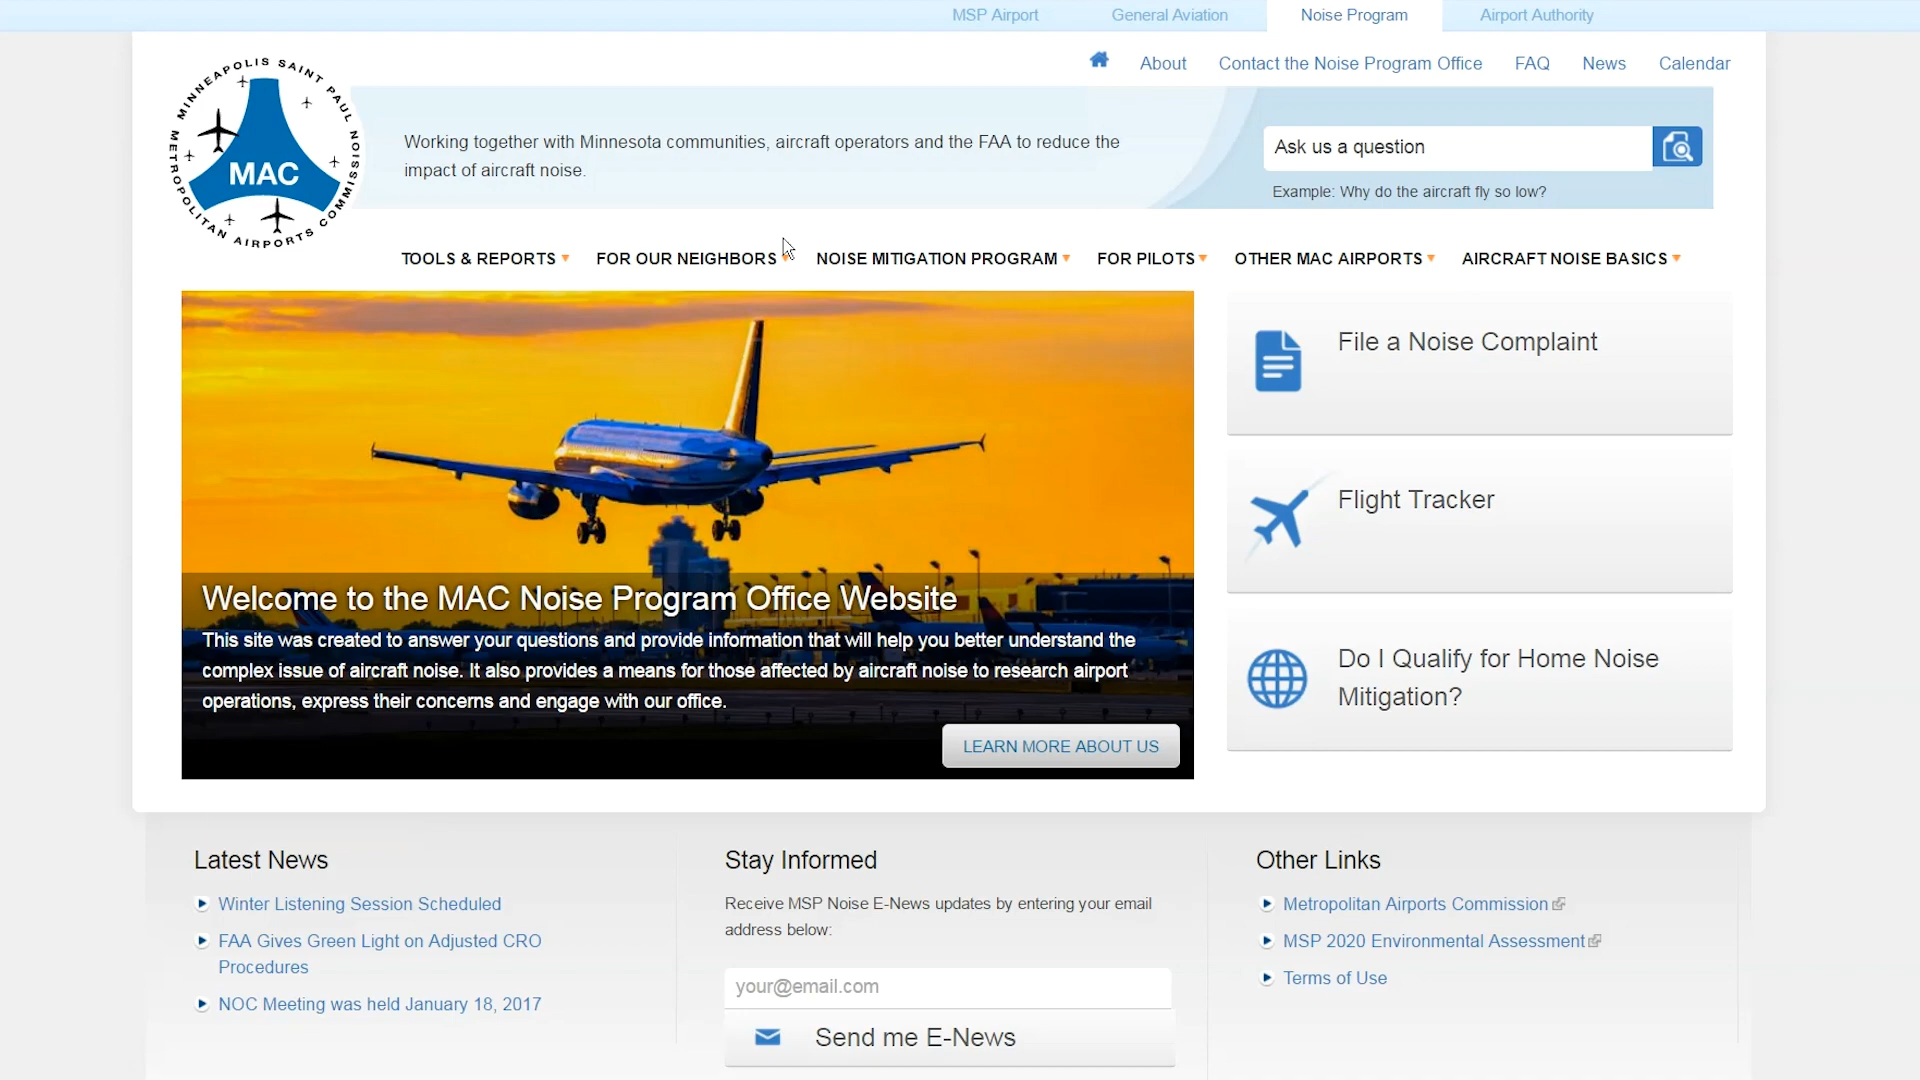 MSP Airport
General Aviation
Noise Program
Airport Authority
About
Contact the Noise Program Office
FAQ
News
Calendar
MINNEAPOLIS SAINT PAUL NOISE
METROPOLITAN AIRPORTS COMMISSION
MAC
Working together with Minnesota communities, aircraft operators and the FAA to reduce the
impact of aircraft noise.
Ask us a question
Example: Why do the aircraft fly so low?
TOOLS & REPORTS
FOR OUR NEIGHBORS
NOISE MITIGATION PROGRAM
FOR PILOTS
OTHER MAC AIRPORTS
AIRCRAFT NOISE BASICS
Welcome to the MAC Noise Program Office Website
This site was created to answer your questions and provide information that will help you better understand the
complex issue of aircraft noise. It also provides a means for those affected by aircraft noise to research airport
operations, express their concerns and engage with our office.
LEARN MORE ABOUT US
File a Noise Complaint
Flight Tracker
Do I Qualify for Home Noise
Mitigation?
Latest News
Winter Listening Session Scheduled
FAA Gives Green Light on Adjusted CRO
Procedures
NOC Meeting was held January 18, 2017
Stay Informed
Receive MSP Noise E-News updates by entering your email
address below:
your@email.com
Send me E-News
Other Links
Metropolitan Airports Commission
MSP 2020 Environmental Assessment
Terms of Use